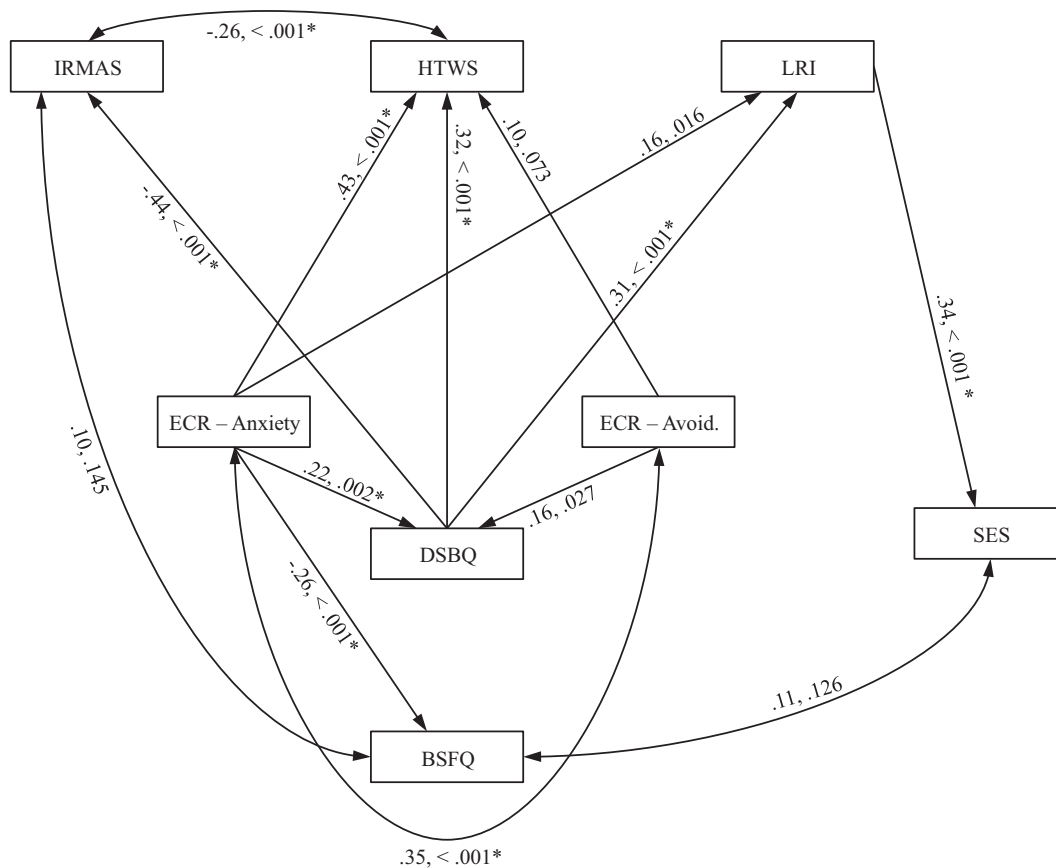 -.26, < .001*
IRMAS
HTWS
LRI
.43, < .001*
.32, < .001*
.10, .073
.16, .016
-.44, < .001*
.31, < .001*
.34, < .001*
ECR – Anxiety
ECR – Avoid.
.10, .145
.22, .002*
.16, .027
DSBQ
SES
-.26, < .001*
.11, .126
BSFQ
.35, < .001*